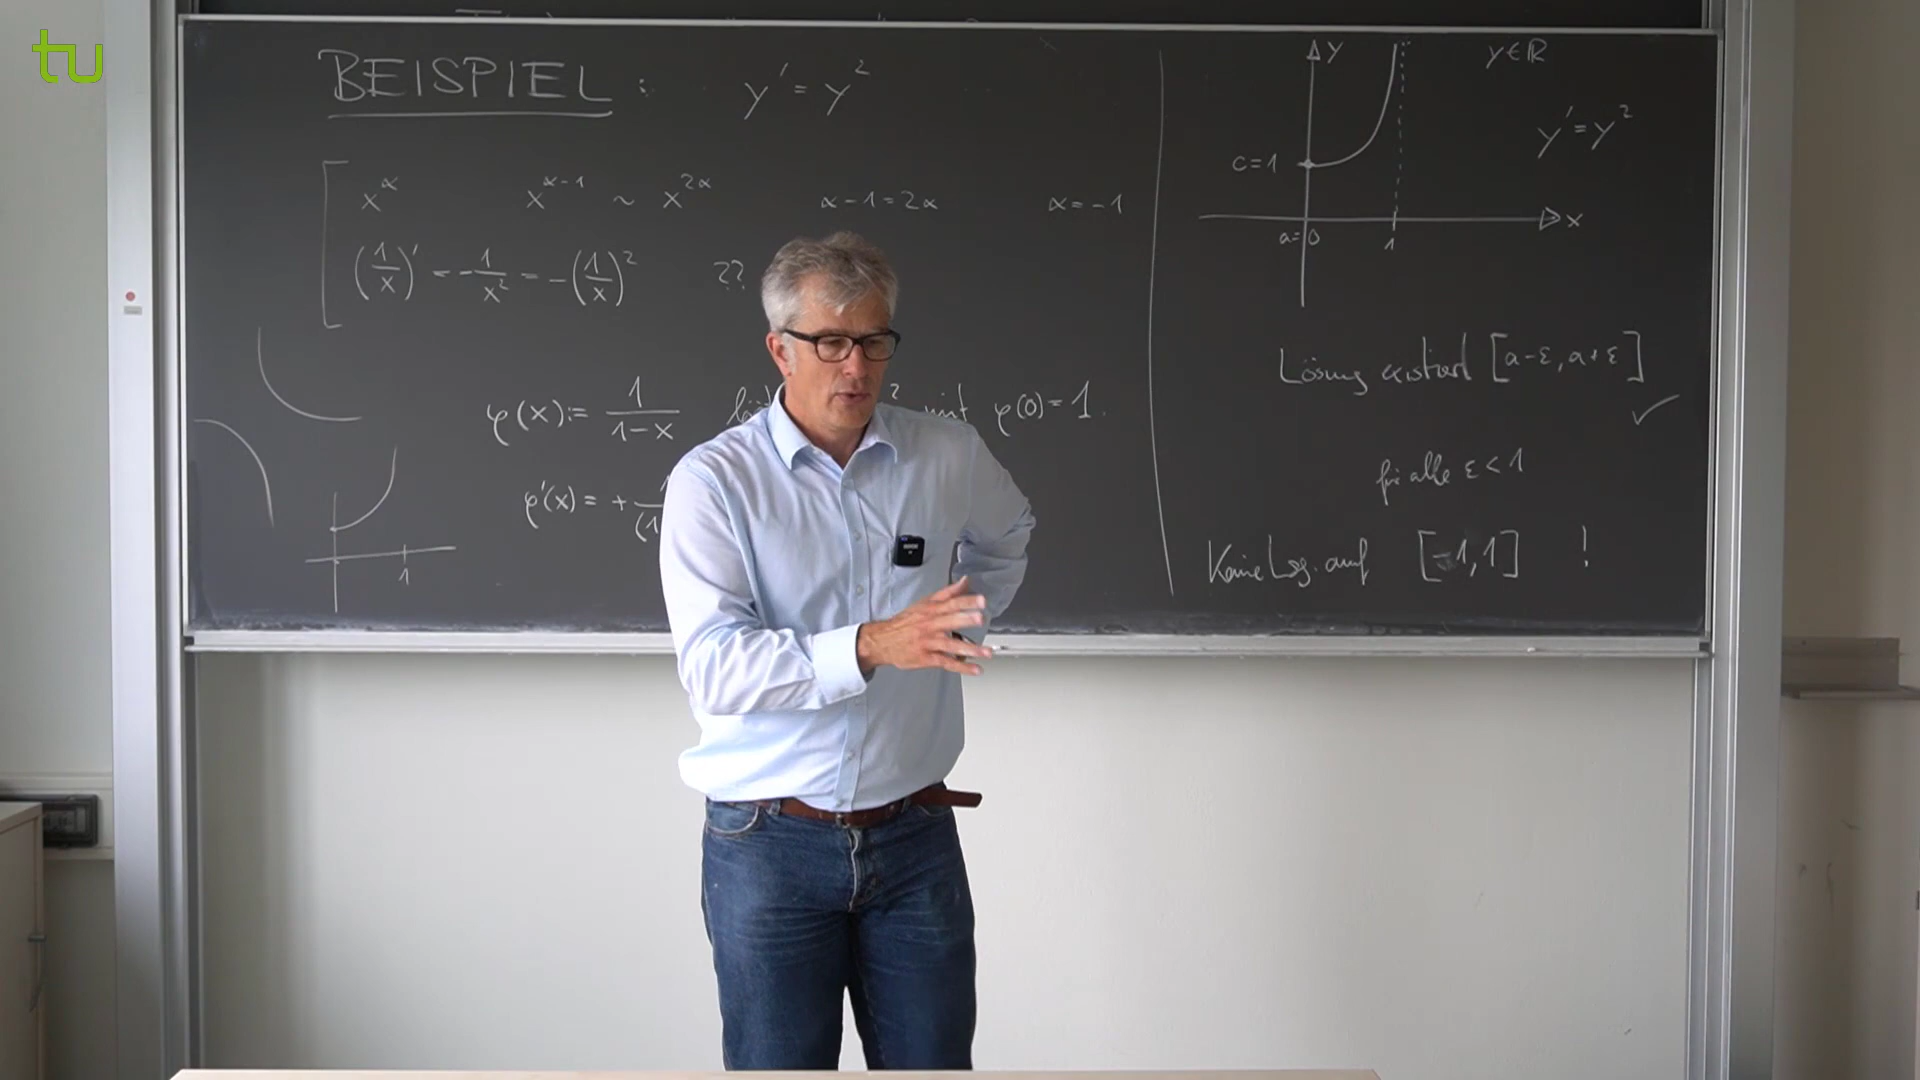 tu
BEISPIEL : y' = y²
x^α x^(α-1) ~ x^(2α) α-1=2α α=-1
(1/x)' = -1/x² = -(1/x)² ??
φ(x) := 1/(1-x) ² mit φ(0)=1.
φ'(x) = +
1
y
y∈ℝ
y' = y²
c=1
x
a=0
1
Lösung existiert [a-ε, a+ε]
✓
für alle ε<1
Keine Lsg. auf [-1,1] !